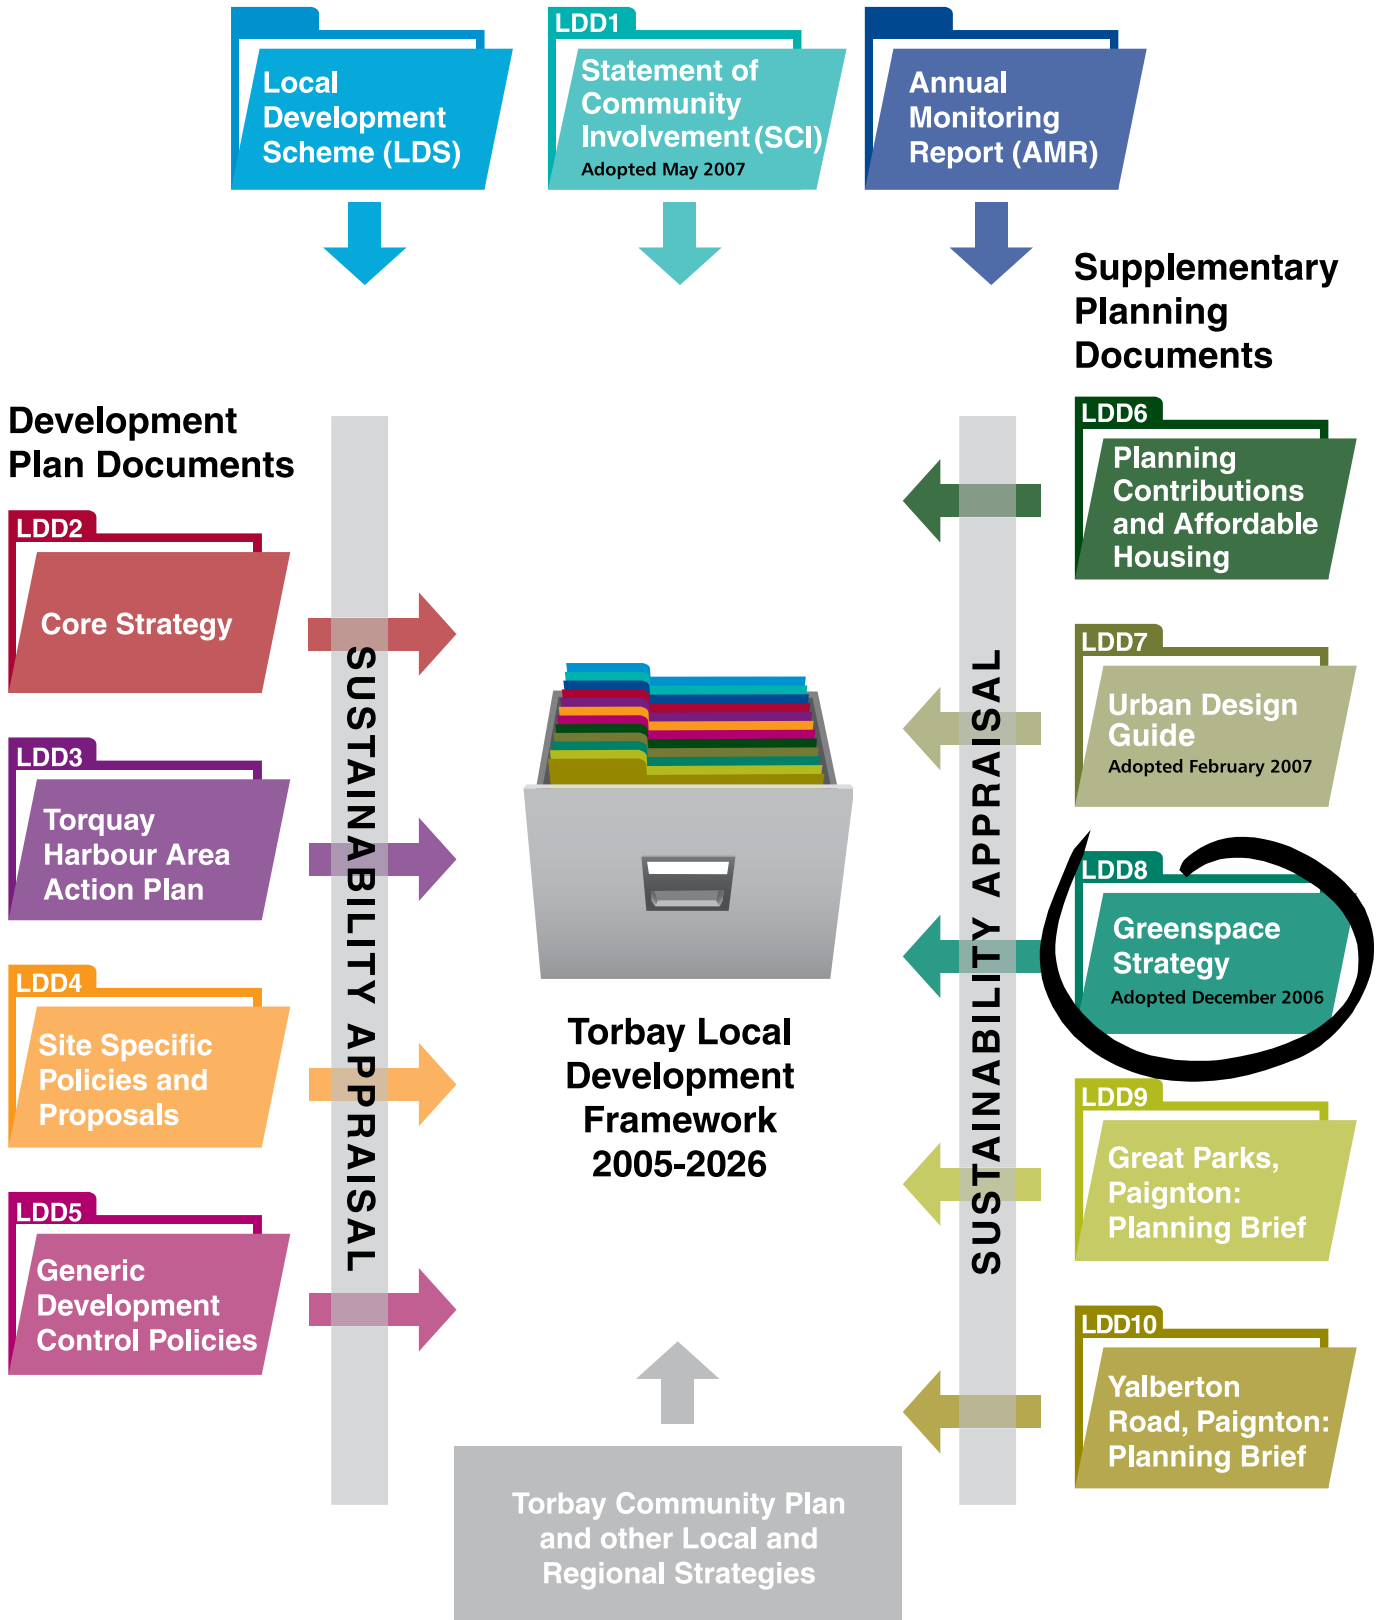 Local
Development
Scheme (LDS)
LDD1
Statement of
Community
Involvement (SCI)
Adopted May 2007
Annual
Monitoring
Report (AMR)
Development
Plan Documents
LDD2
Core Strategy
LDD3
Torquay
Harbour Area
Action Plan
LDD4
Site Specific
Policies and
Proposals
LDD5
Generic
Development
Control Policies
SUSTAINABILITY APPRAISAL
Torbay Local
Development
Framework
2005-2026
Torbay Community Plan
and other Local and
Regional Strategies
SUSTAINABILITY APPRAISAL
Supplementary
Planning
Documents
LDD6
Planning
Contributions
and Affordable
Housing
LDD7
Urban Design
Guide
Adopted February 2007
LDD8
Greenspace
Strategy
Adopted December 2006
LDD9
Great Parks,
Paignton:
Planning Brief
LDD10
Yalberton
Road, Paignton:
Planning Brief